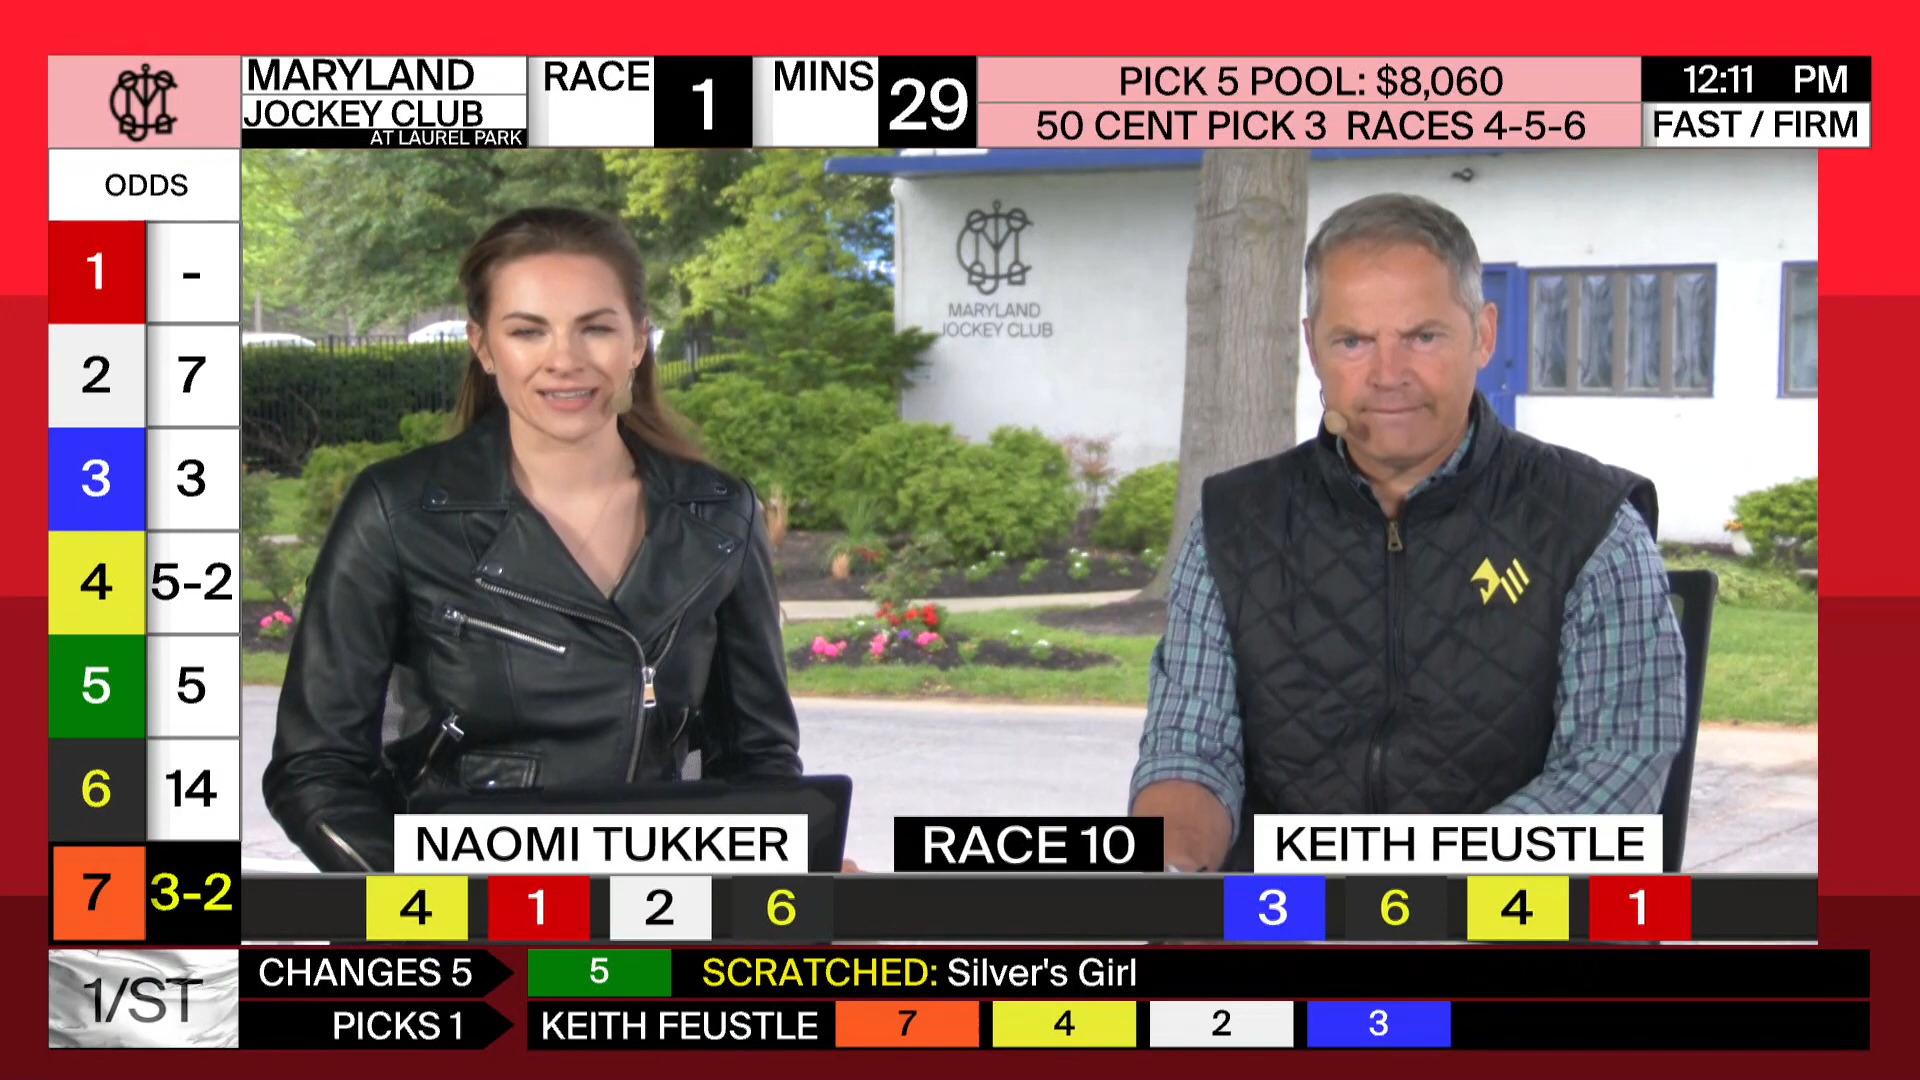 MARYLAND
JOCKEY CLUB
AT LAUREL PARK
RACE 1
MINS 29
PICK 5 POOL: $8,060
50 CENT PICK 3 RACES 4-5-6
12:11 PM
FAST / FIRM
ODDS
1 -
2 7
3 3
4 5-2
5 5
6 14
7 3-2
MARYLAND
JOCKEY CLUB
NAOMI TUKKER
RACE 10
KEITH FEUSTLE
4 1 2 6
3 6 4 1
1/ST
CHANGES 5
5 SCRATCHED: Silver's Girl
PICKS 1
KEITH FEUSTLE 7 4 2 3